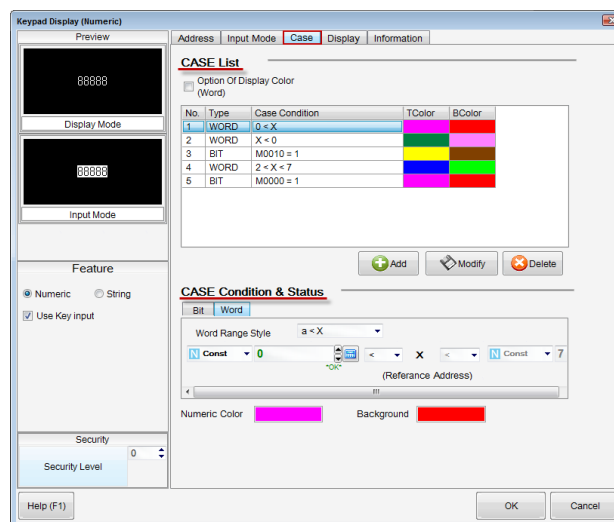 Keypad Display (Numeric)
Preview
88888
Display Mode
88888
Input Mode
Feature
Numeric String
Use Key input
Security
Security Level 0
Address Input Mode Case Display Information
CASE List
Option Of Display Color
(Word)
No. Type Case Condition TColor BColor
1 WORD 0 < X
2 WORD X < 0
3 BIT M0010 = 1
4 WORD 2 < X < 7
5 BIT M0000 = 1
Add Modify Delete
CASE Condition & Status
Bit Word
Word Range Style a < X
N Const 0 < X < N Const 7
*OK*
(Referance Address)
Numeric Color Background
Help (F1) OK Cancel